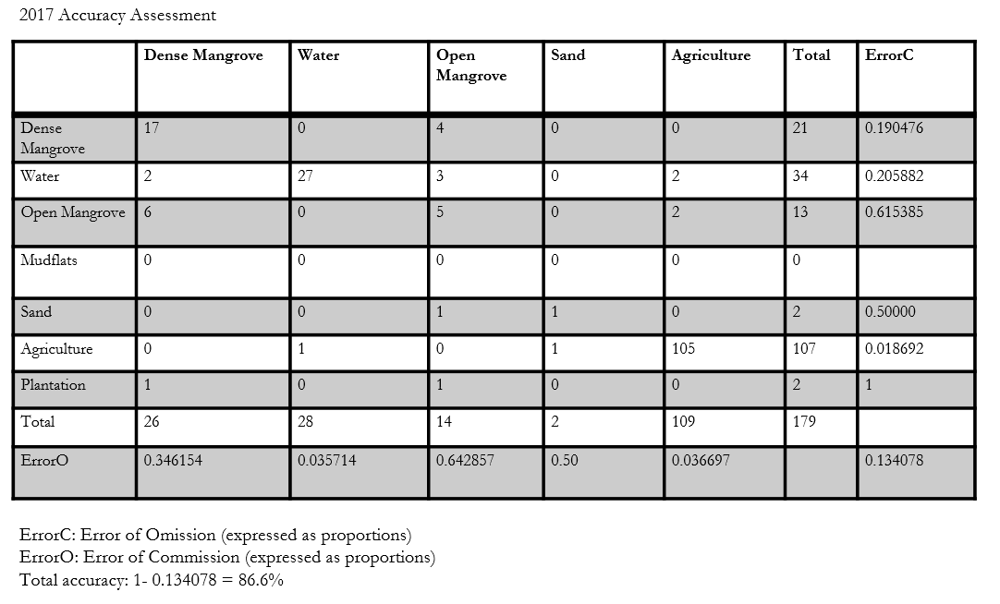 2017 Accuracy Assessment
Dense Mangrove Water Open Mangrove Sand Agriculture Total ErrorC
Dense Mangrove 17 0 4 0 0 21 0.190476
Water 2 27 3 0 2 34 0.205882
Open Mangrove 6 0 5 0 2 13 0.615385
Mudflats 0 0 0 0 0 0
Sand 0 0 1 1 0 2 0.50000
Agriculture 0 1 0 1 105 107 0.018692
Plantation 1 0 1 0 0 2 1
Total 26 28 14 2 109 179
ErrorO 0.346154 0.035714 0.642857 0.50 0.036697 0.134078
ErrorC: Error of Omission (expressed as proportions)
ErrorO: Error of Commission (expressed as proportions)
Total accuracy: 1- 0.134078 = 86.6%